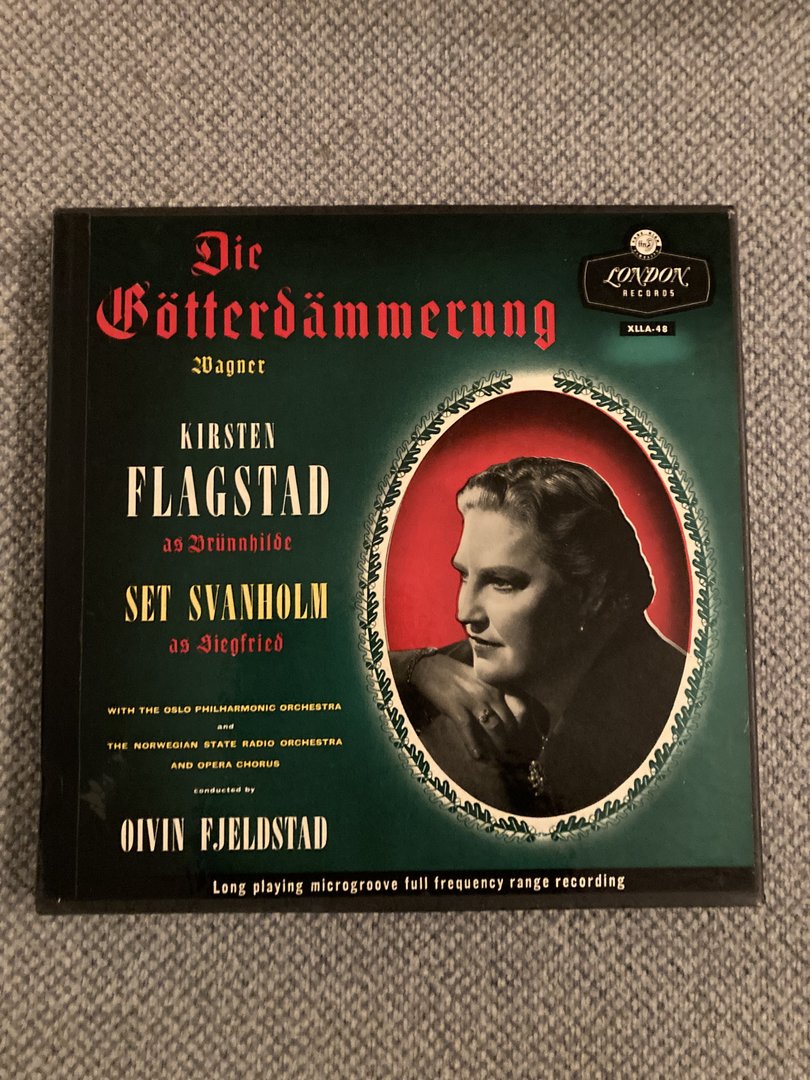 Die
Götterdämmerung
Wagner
LONDON
RECORDS
XLLA-48
KIRSTEN
FLAGSTAD
as Brünnhilde
SET SVANHOLM
as Siegfried
WITH THE OSLO PHILHARMONIC ORCHESTRA
and
THE NORWEGIAN STATE RADIO ORCHESTRA
AND OPERA CHORUS
conducted by
OIVIN FJELDSTAD
Long playing microgroove full frequency range recording